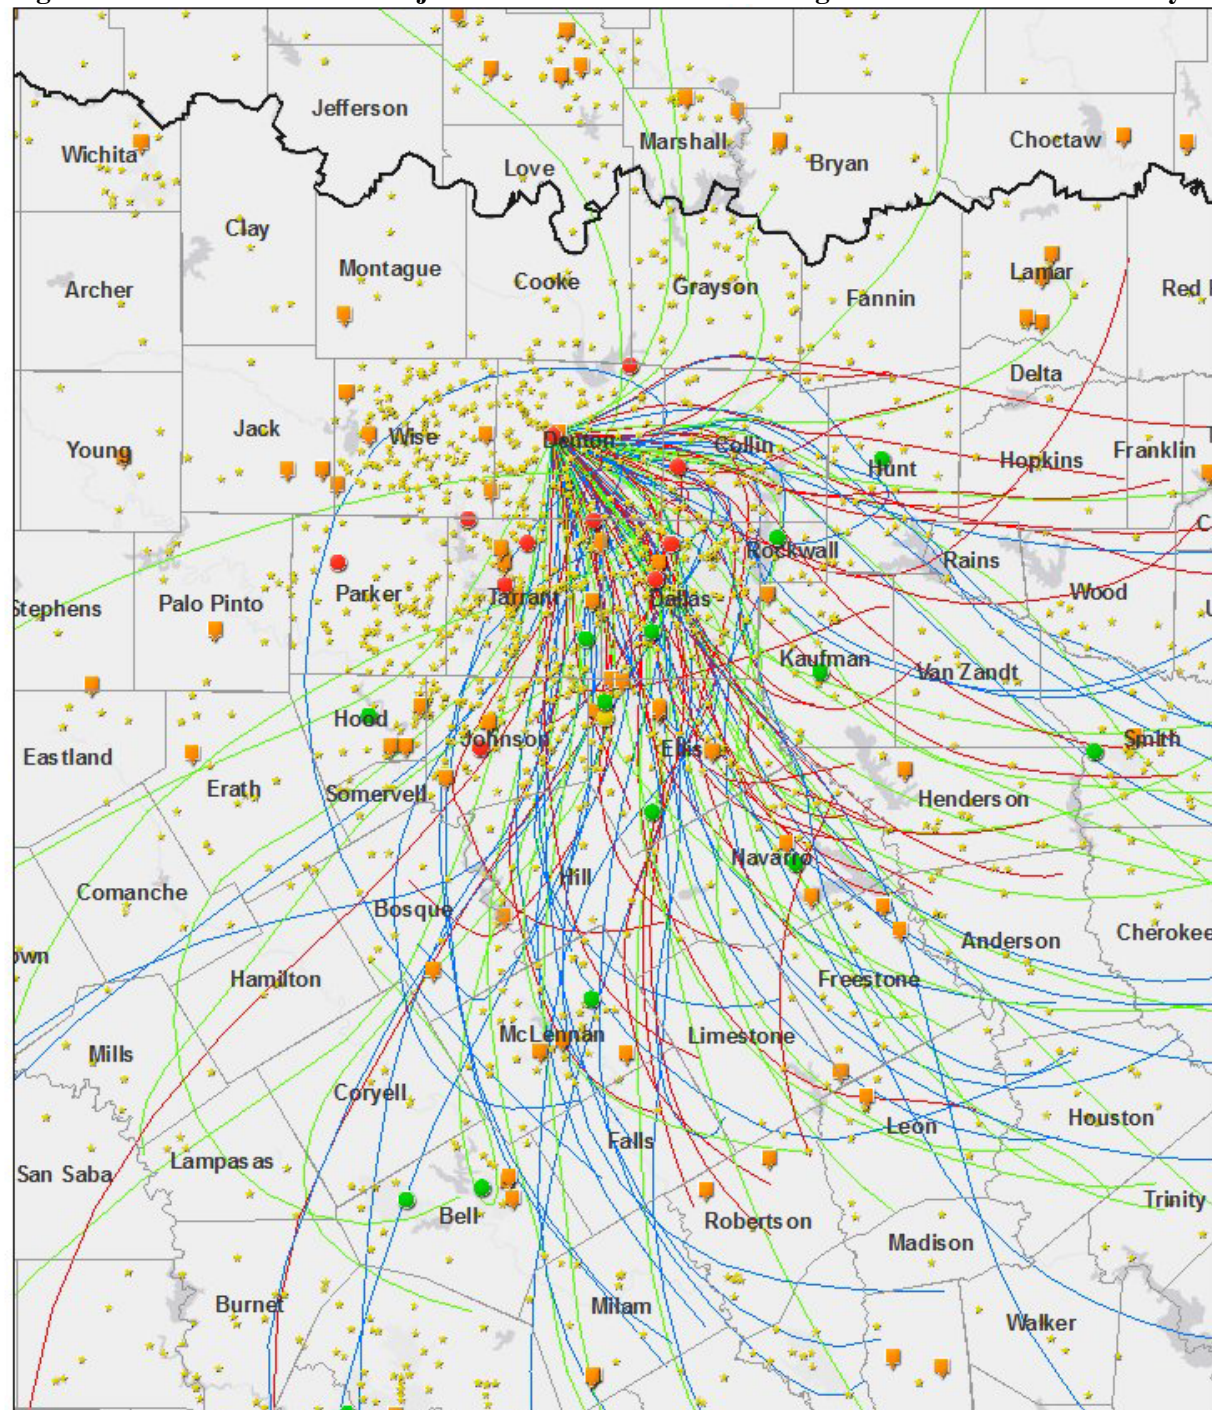 Jefferson
Marshall
Choctaw
Wichita
Love
Bryan
Clay
Montague
Cooke
Grayson
Lamar
Archer
Fannin
Red
Delta
Young
Jack
Wise
Denton
Collin
Hunt
Hopkins
Franklin
Rockwall
Rains
Wood
Stephens
Palo Pinto
Parker
Tarrant
Dallas
Kaufman
Van Zandt
Hood
Johnson
Ellis
Smith
Eastland
Erath
Somervell
Henderson
Navarro
Comanche
Hill
Bosque
Anderson
Cherokee
own
Hamilton
Freestone
Mills
McLennan
Limestone
Coryell
Leon
Houston
Falls
San Saba
Lampasas
Bell
Robertson
Trinity
Madison
Burnet
Milam
Walker